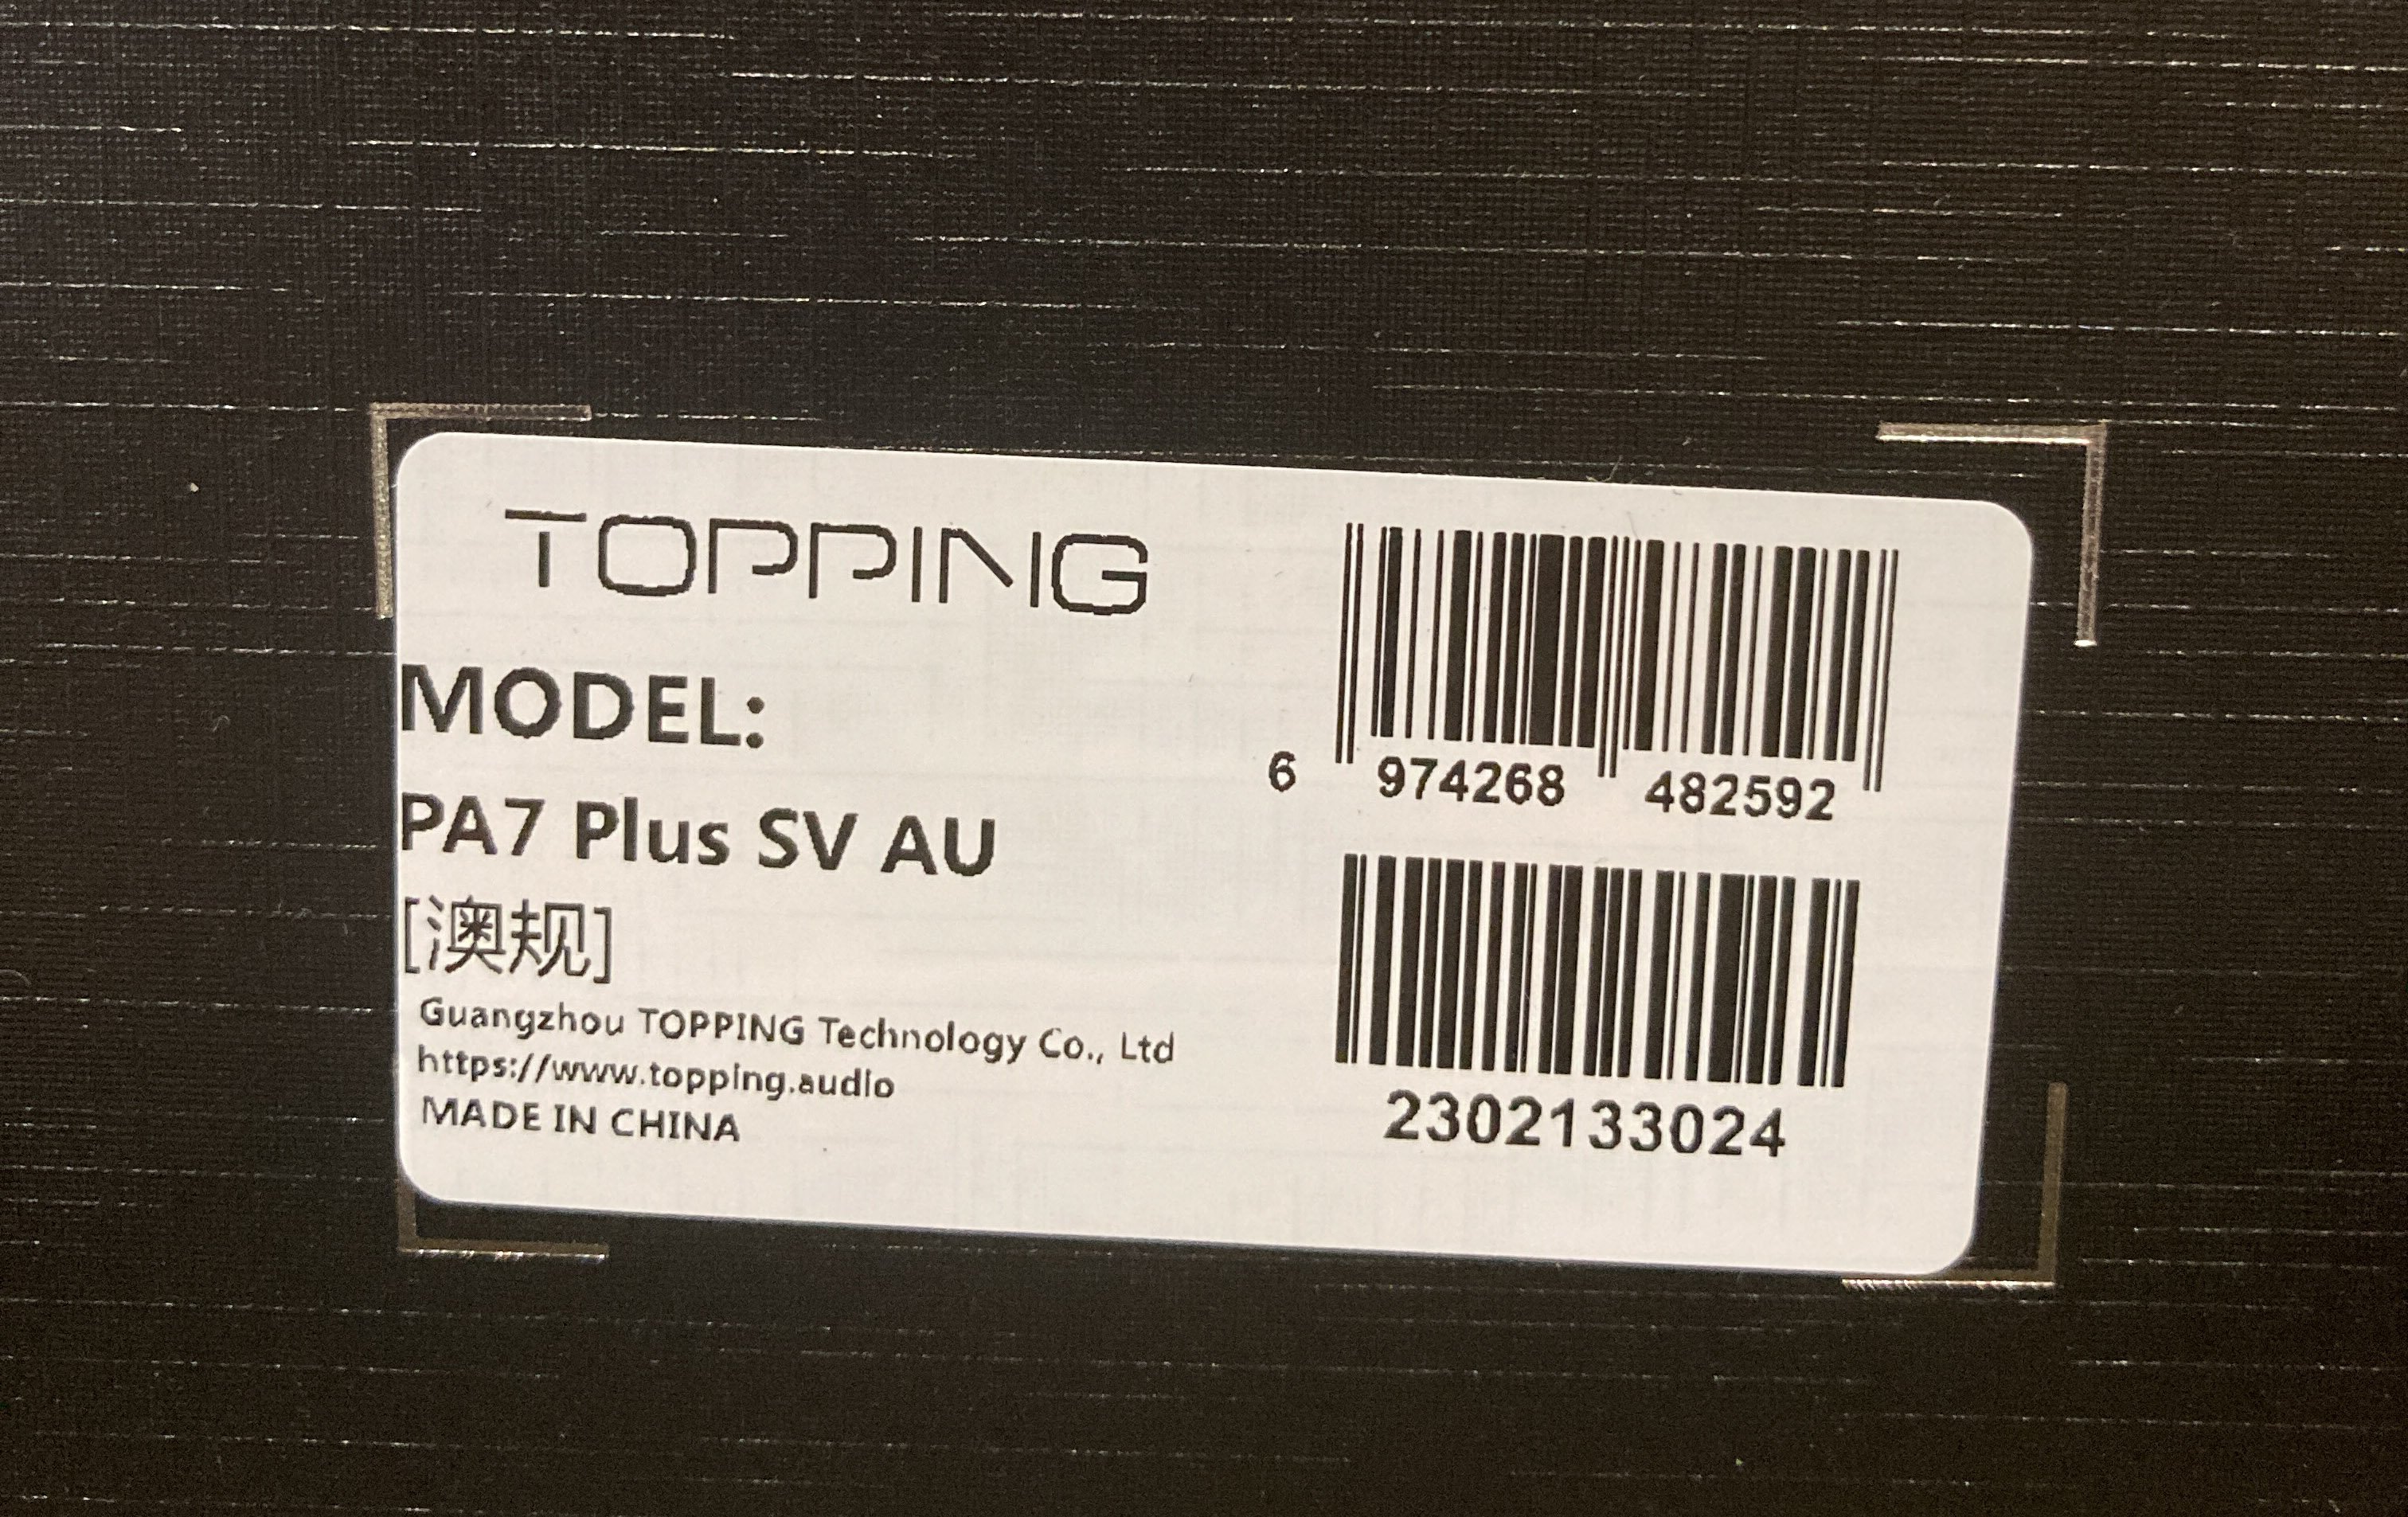 TOPPING
MODEL:
PA7 Plus SV AU
[澳规]
Guangzhou TOPPING Technology Co., Ltd
https://www.topping.audio
MADE IN CHINA
6 974268 482592
2302133024